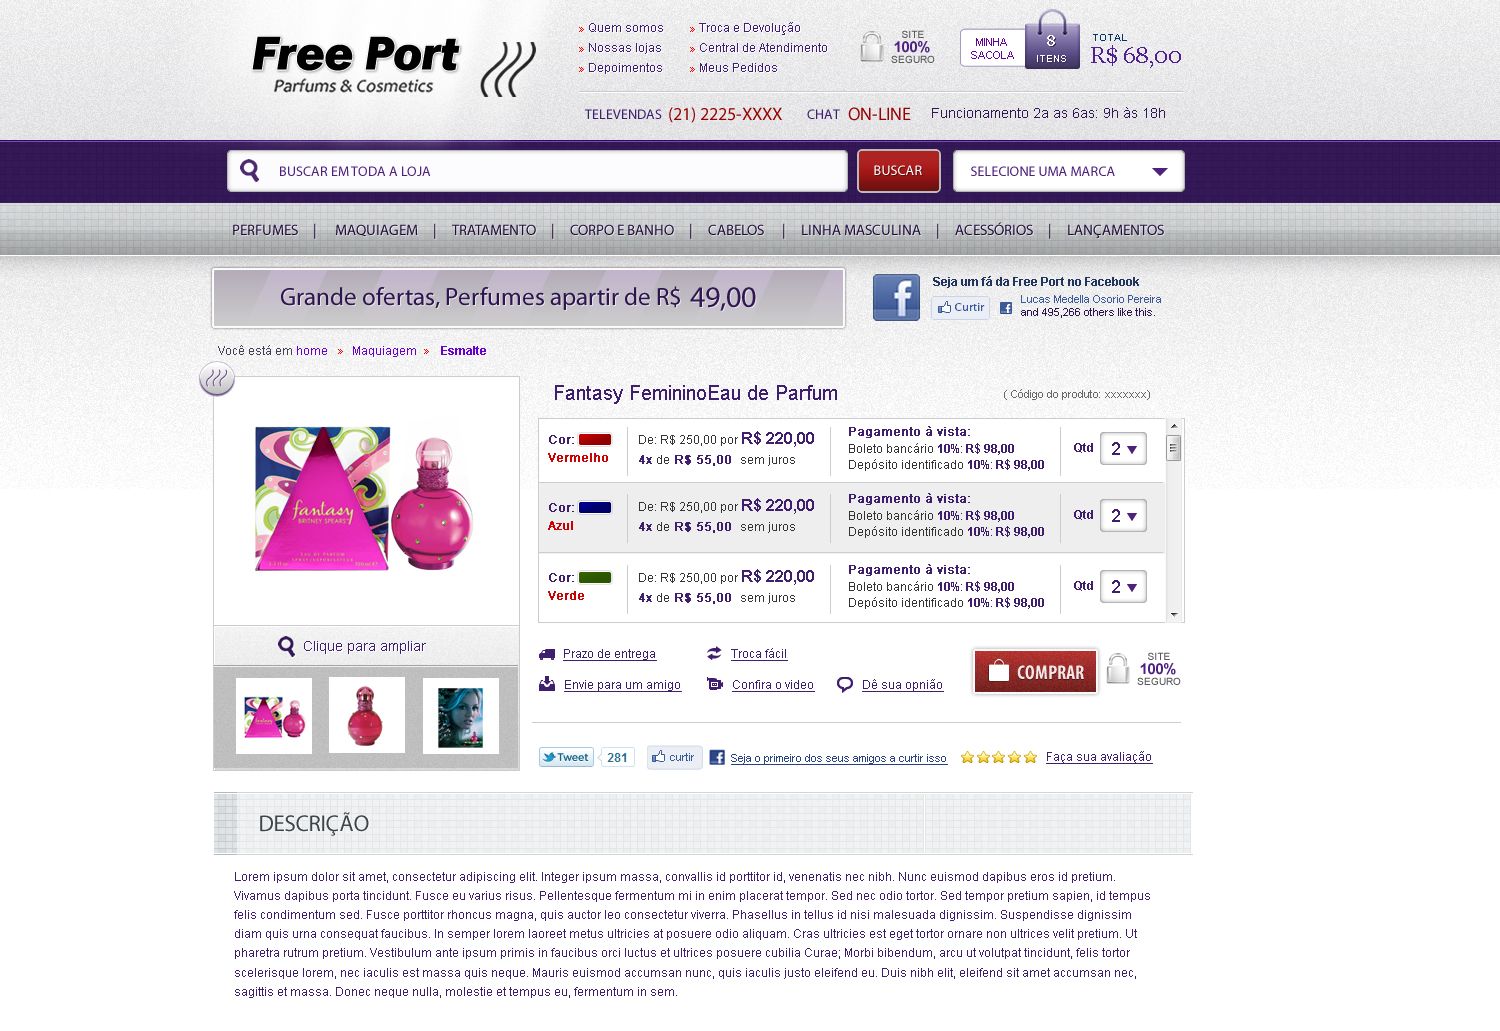 Free Port
Parfums & Cosmetics
» Quem somos
» Nossas lojas
» Depoimentos
» Troca e Devolução
» Central de Atendimento
» Meus Pedidos
SITE
100%
SEGURO
MINHA
SACOLA
8
ITENS
TOTAL
R$ 68,00
TELEVENDAS (21) 2225-XXXX CHAT ON-LINE Funcionamento 2a as 6as: 9h às 18h
BUSCAR EM TODA A LOJA
BUSCAR
SELECIONE UMA MARCA
PERFUMES | MAQUIAGEM | TRATAMENTO | CORPO E BANHO | CABELOS | LINHA MASCULINA | ACESSÓRIOS | LANÇAMENTOS
Grande ofertas, Perfumes apartir de R$ 49,00
f
Seja um fá da Free Port no Facebook
Curtir
Lucas Medella Osorio Pereira
and 495,266 others like this.
Você está em home » Maquiagem » Esmalte
fantasy
BRITNEY SPEARS
EAU DE PARFUM
Clique para ampliar
Fantasy FemininoEau de Parfum
( Código do produto: xxxxxxx)
Cor:
Vermelho
De: R$ 250,00 por R$ 220,00
4x de R$ 55,00 sem juros
Pagamento à vista:
Boleto bancário 10%: R$ 98,00
Depósito identificado 10%: R$ 98,00
Qtd 2
Cor:
Azul
De: R$ 250,00 por R$ 220,00
4x de R$ 55,00 sem juros
Pagamento à vista:
Boleto bancário 10%: R$ 98,00
Depósito identificado 10%: R$ 98,00
Qtd 2
Cor:
Verde
De: R$ 250,00 por R$ 220,00
4x de R$ 55,00 sem juros
Pagamento à vista:
Boleto bancário 10%: R$ 98,00
Depósito identificado 10%: R$ 98,00
Qtd 2
Prazo de entrega
Troca fácil
Envie para um amigo
Confira o video
Dê sua opnião
COMPRAR
SITE
100%
SEGURO
Tweet 281
curtir
Seja o primeiro dos seus amigos a curtir isso
Faça sua avaliação
DESCRIÇÃO
Lorem ipsum dolor sit amet, consectetur adipiscing elit. Integer ipsum massa, convallis id porttitor id, venenatis nec nibh. Nunc euismod dapibus eros id pretium.
Vivamus dapibus porta tincidunt. Fusce eu varius risus. Pellentesque fermentum mi in enim placerat tempor. Sed nec odio tortor. Sed tempor pretium sapien, id tempus
felis condimentum sed. Fusce porttitor rhoncus magna, quis auctor leo consectetur viverra. Phasellus in tellus id nisi malesuada dignissim. Suspendisse dignissim
diam quis urna consequat faucibus. In semper lorem laoreet metus ultricies at posuere odio aliquam. Cras ultricies est eget tortor ornare non ultrices velit pretium. Ut
pharetra rutrum pretium. Vestibulum ante ipsum primis in faucibus orci luctus et ultrices posuere cubilia Curae; Morbi bibendum, arcu ut volutpat tincidunt, felis tortor
scelerisque lorem, nec iaculis est massa quis neque. Mauris euismod accumsan nunc, quis iaculis justo eleifend eu. Duis nibh elit, eleifend sit amet accumsan nec,
sagittis et massa. Donec neque nulla, molestie et tempus eu, fermentum in sem.